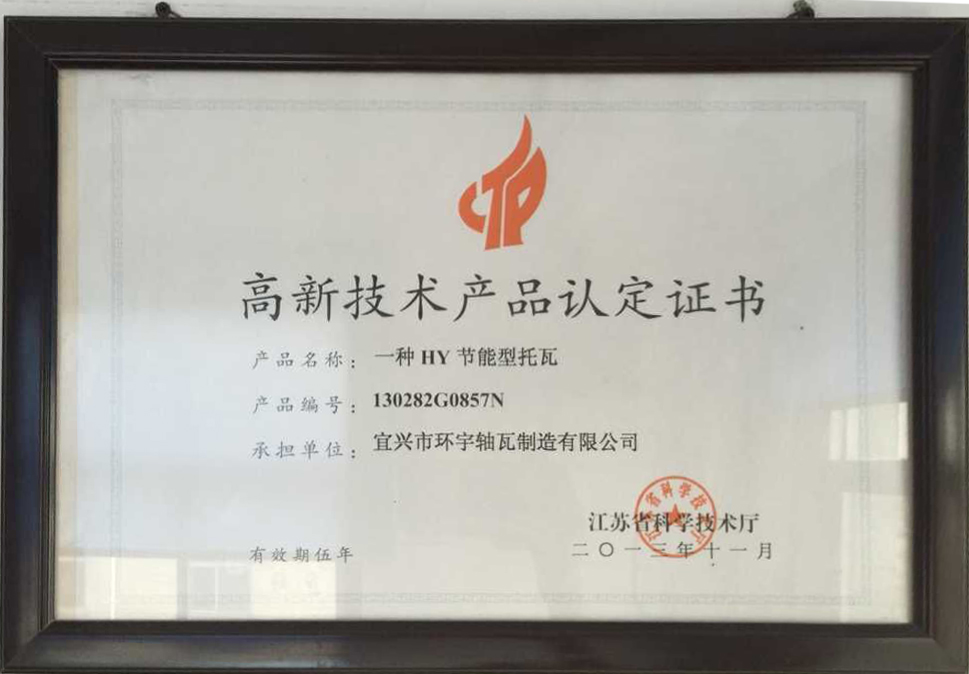 CTP
高新技术产品认定证书
产品名称：一种 HY 节能型托瓦
产品编号：130282G0857N
承担单位：宜兴市环宇轴瓦制造有限公司
江苏省科学技术厅
二〇一三年十一月
有效期伍年